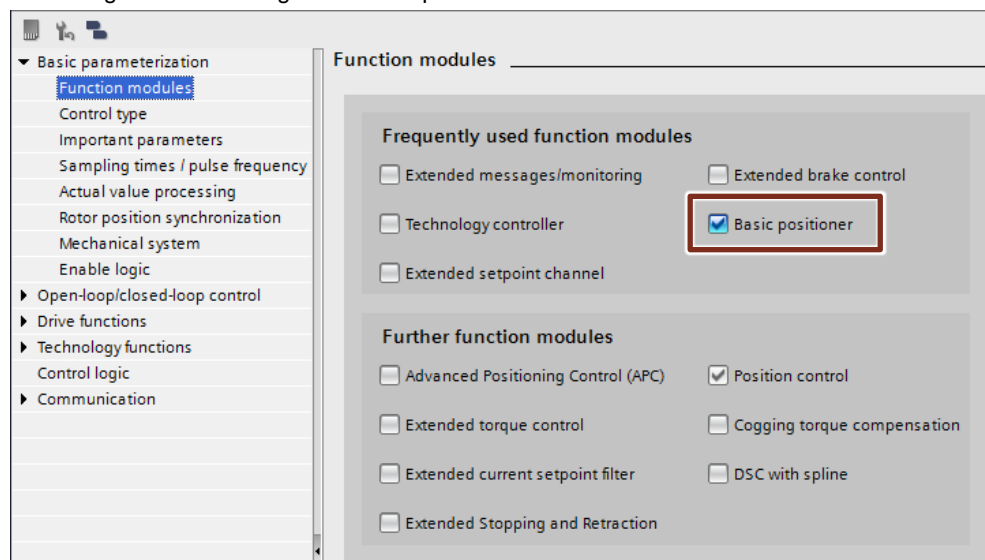 Basic parameterization
Function modules
Control type
Important parameters
Sampling times / pulse frequency
Actual value processing
Rotor position synchronization
Mechanical system
Enable logic
Open-loop/closed-loop control
Drive functions
Technology functions
Control logic
Communication
Function modules
Frequently used function modules
Extended messages/monitoring
Extended brake control
Technology controller
Basic positioner
Extended setpoint channel
Further function modules
Advanced Positioning Control (APC)
Position control
Extended torque control
Cogging torque compensation
Extended current setpoint filter
DSC with spline
Extended Stopping and Retraction